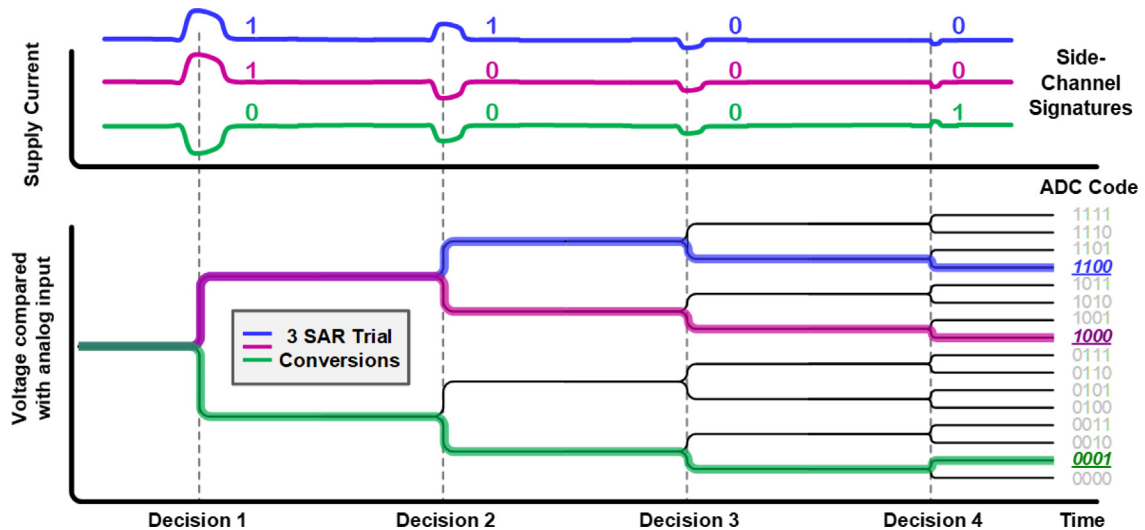 Supply Current
1 1 0 0
1 0 0 0
0 0 0 1
Side-
Channel
Signatures
ADC Code
Voltage compared
with analog input
3 SAR Trial
Conversions
1111
1110
1101
1100
1011
1010
1001
1000
0111
0110
0101
0100
0011
0010
0001
0000
Decision 1 Decision 2 Decision 3 Decision 4 Time